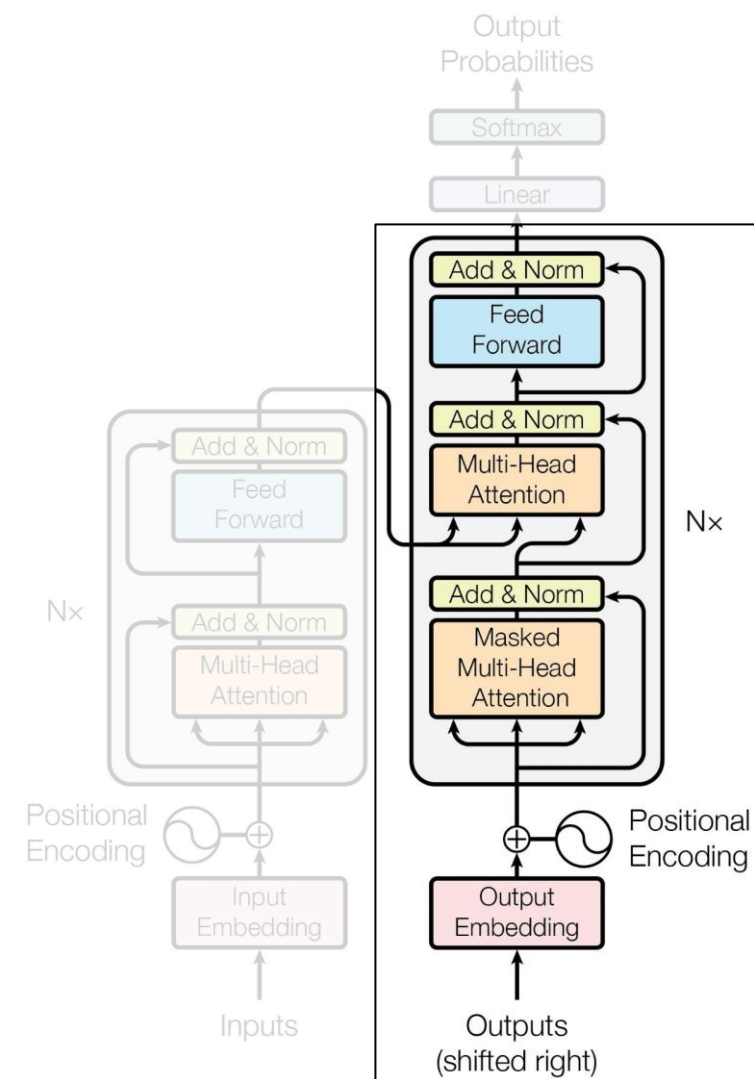 Output
Probabilities
Softmax
Linear
Add & Norm
Feed
Forward
Add & Norm
Multi-Head
Attention
Nx
Add & Norm
Masked
Multi-Head
Attention
Positional
Encoding
Output
Embedding
Outputs
(shifted right)
Add & Norm
Feed
Forward
Nx
Add & Norm
Multi-Head
Attention
Positional
Encoding
Input
Embedding
Inputs